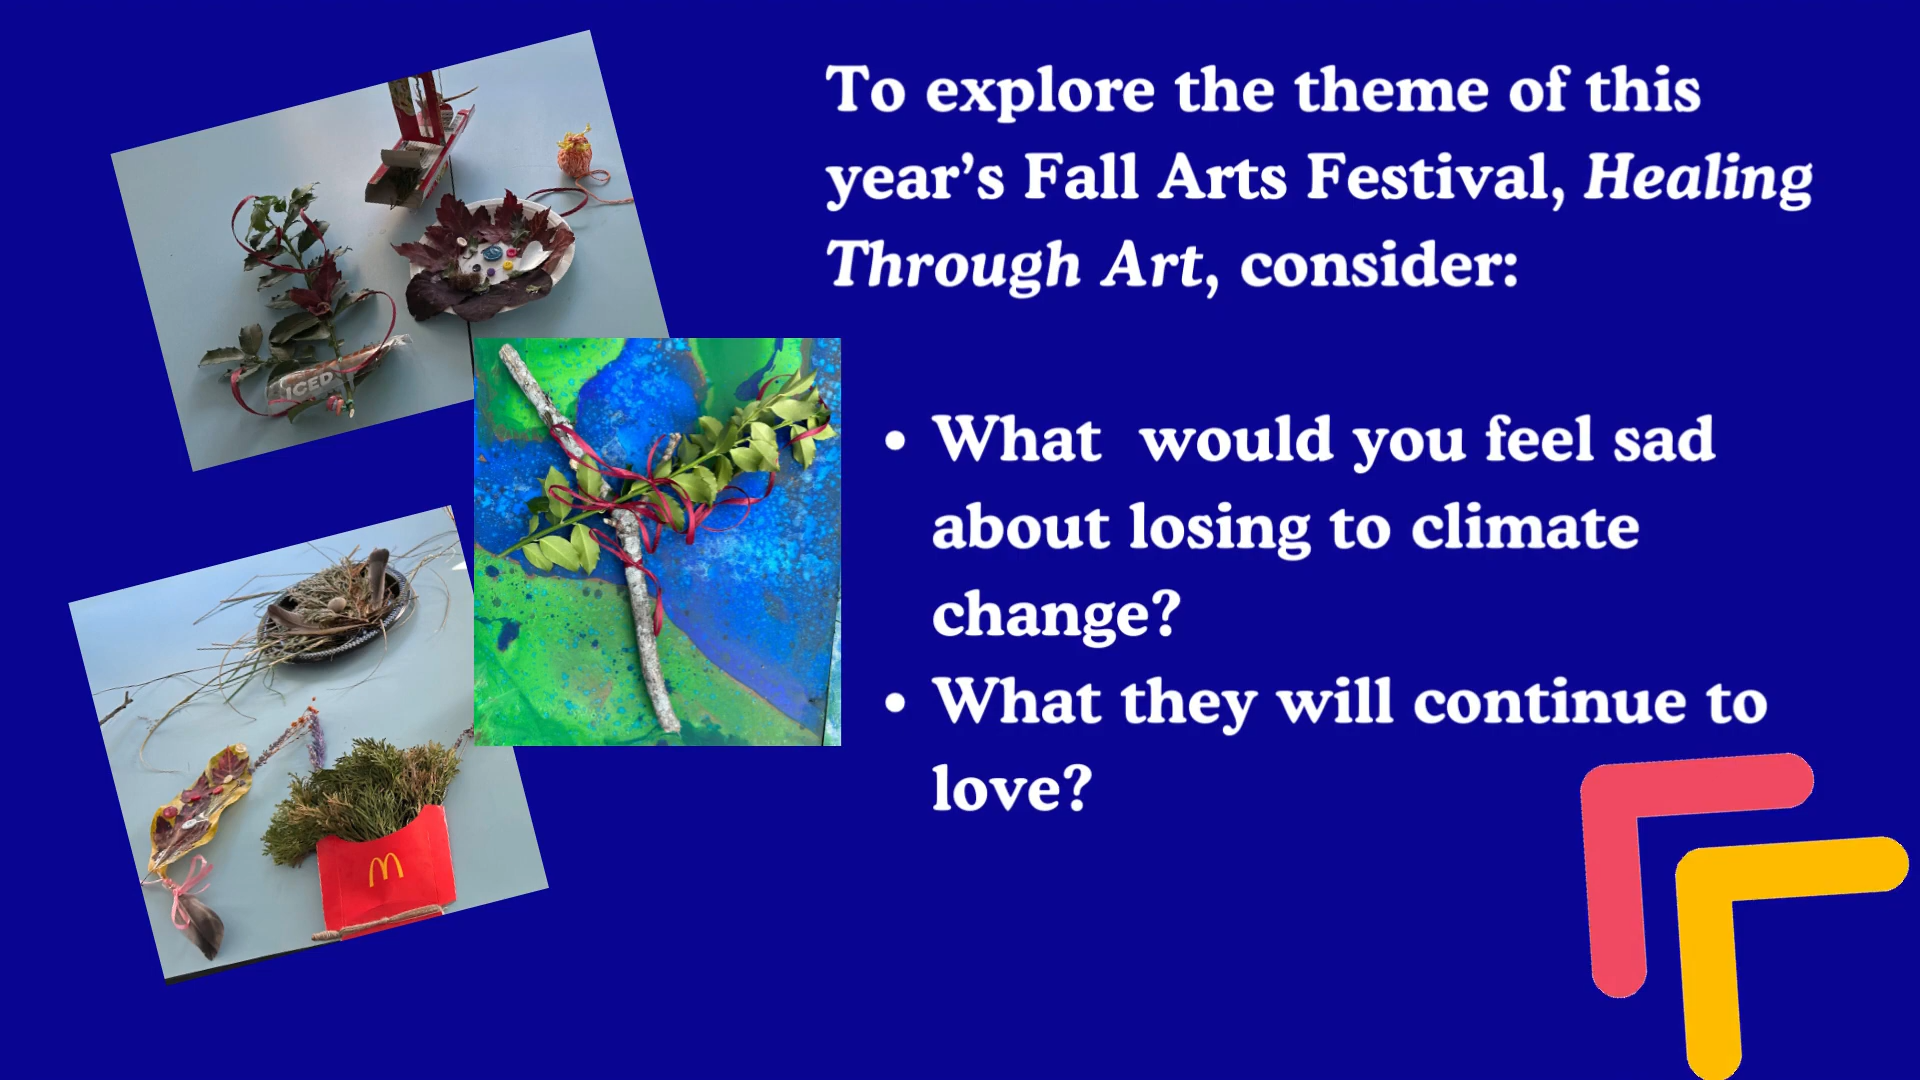 To explore the theme of this
year’s Fall Arts Festival, Healing
Through Art, consider:
• What  would you feel sad
about losing to climate
change?
• What they will continue to
love?
ICED